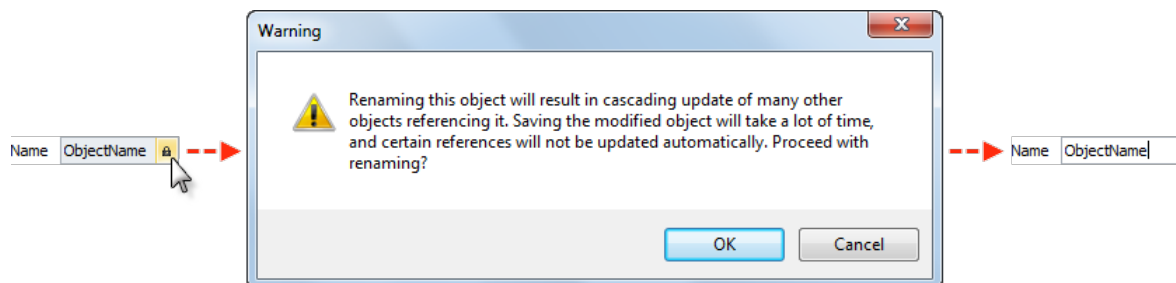 Warning
Renaming this object will result in cascading update of many other
objects referencing it. Saving the modified object will take a lot of time,
and certain references will not be updated automatically. Proceed with
renaming?
Name ObjectName
Name ObjectName
OK Cancel